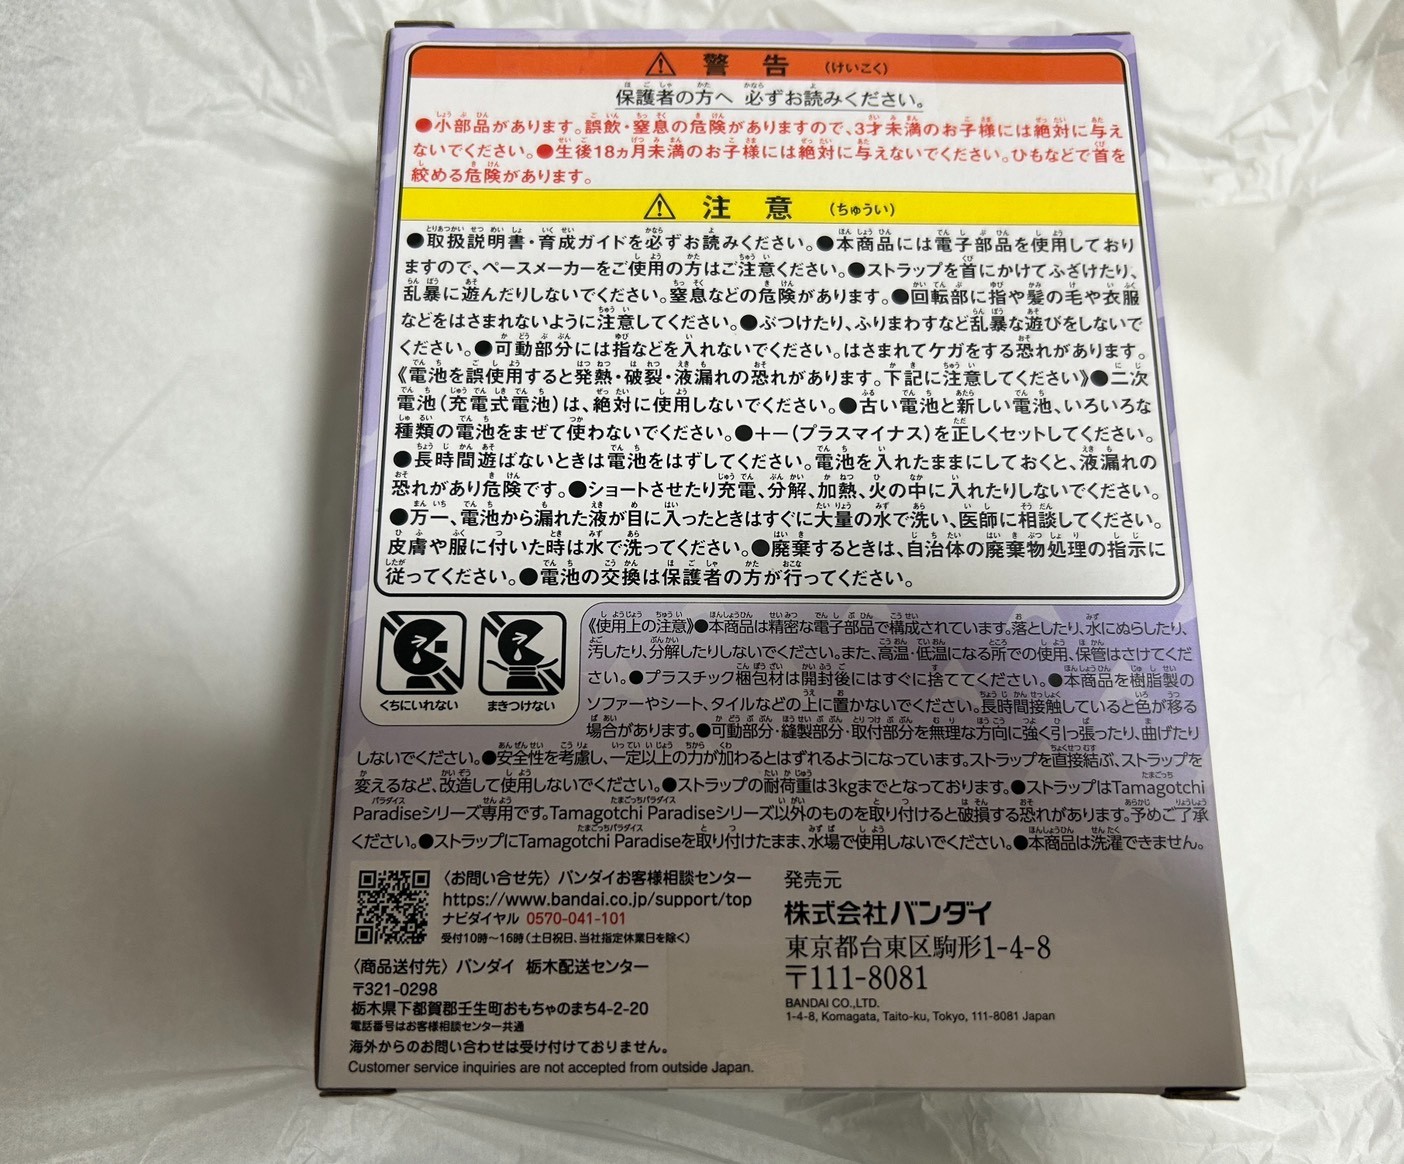 ⚠ 警告 (けいこく)
保護者の方へ 必ずお読みください。
●小部品があります。誤飲・窒息の危険がありますので、3才未満のお子様には絶対に与え
ないでください。●生後18ヵ月未満のお子様には絶対に与えないでください。ひもなどで首を
絞める危険があります。
⚠ 注意 (ちゅうい)
●取扱説明書・育成ガイドを必ずお読みください。●本商品には電子部品を使用しており
ますので、ペースメーカーをご使用の方はご注意ください。●ストラップを首にかけてふざけたり、
乱暴に遊んだりしないでください。窒息などの危険があります。●回転部に指や髪の毛や衣服
などをはさまれないように注意してください。●ぶつけたり、ふりまわすなど乱暴な遊びをしないで
ください。●可動部分には指などを入れないでください。はさまれてケガをする恐れがあります。
《電池を誤使用すると発熱・破裂・液漏れの恐れがあります。下記に注意してください》●二次
電池(充電式電池)は、絶対に使用しないでください。●古い電池と新しい電池、いろいろな
種類の電池をまぜて使わないでください。●+-(プラスマイナス)を正しくセットしてください。
●長時間遊ばないときは電池をはずしてください。電池を入れたままにしておくと、液漏れの
恐れがあり危険です。●ショートさせたり充電、分解、加熱、火の中に入れたりしないでください。
●万一、電池から漏れた液が目に入ったときはすぐに大量の水で洗い、医師に相談してください。
皮膚や服に付いた時は水で洗ってください。●廃棄するときは、自治体の廃棄物処理の指示に
従ってください。●電池の交換は保護者の方が行ってください。
くちにいれない
まきつけない
《使用上の注意》●本商品は精密な電子部品で構成されています。落としたり、水にぬらしたり、
汚したり、分解したりしないでください。また、高温・低温になる所での使用、保管はさけてくだ
さい。●プラスチック梱包材は開封後にはすぐに捨ててください。●本商品を樹脂製の
ソファーやシート、タイルなどの上に置かないでください。長時間接触していると色が移る
場合があります。●可動部分・縫製部分・取付部分を無理な方向に強く引っ張ったり、曲げたり
しないでください。●安全性を考慮し、一定以上の力が加わるとはずれるようになっています。ストラップを直接結ぶ、ストラップを
変えるなど、改造して使用しないでください。●ストラップの耐荷重は3kgまでとなっております。●ストラップはTamagotchi
Paradiseシリーズ専用です。Tamagotchi Paradiseシリーズ以外のものを取り付けると破損する恐れがあります。予めご了承
ください。●ストラップにTamagotchi Paradiseを取り付けたまま、水場で使用しないでください。●本商品は洗濯できません。
〈お問い合せ先〉バンダイお客様相談センター
https://www.bandai.co.jp/support/top
ナビダイヤル 0570-041-101
受付10時～16時(土日祝日、当社指定休業日を除く)
〈商品送付先〉バンダイ 栃木配送センター
〒321-0298
栃木県下都賀郡壬生町おもちゃのまち4-2-20
電話番号はお客様相談センター共通
海外からのお問い合わせは受け付けておりません。
Customer service inquiries are not accepted from outside Japan.
発売元
株式会社バンダイ
東京都台東区駒形1-4-8
〒111-8081
BANDAI CO.,LTD.
1-4-8, Komagata, Taito-ku, Tokyo, 111-8081 Japan